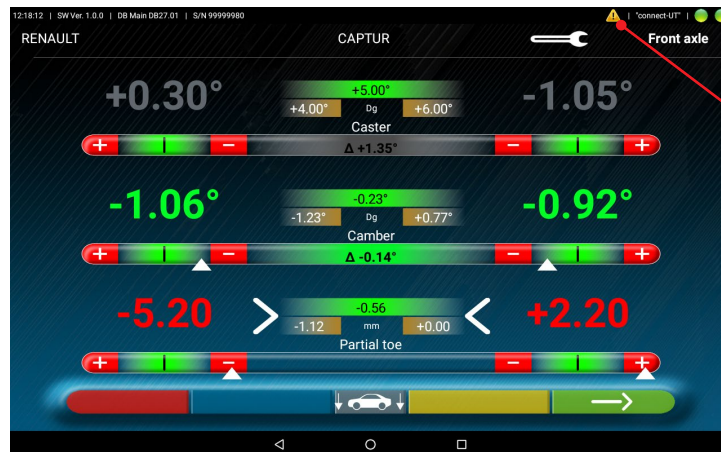 12:18:12 | SW Ver. 1.0.0 | DB Main DB27.01 | S/N 99999980 | "connect-UT" |
RENAULT CAPTUR Front axle
+0.30° +5.00° -1.05°
+4.00° Dg +6.00°
Caster
+ - Δ +1.35° - +
-1.06° -0.23° -0.92°
-1.23° Dg +0.77°
Camber
+ - Δ -0.14° - +
-5.20 -0.56 +2.20
-1.12 mm +0.00
Partial toe
+ - - +